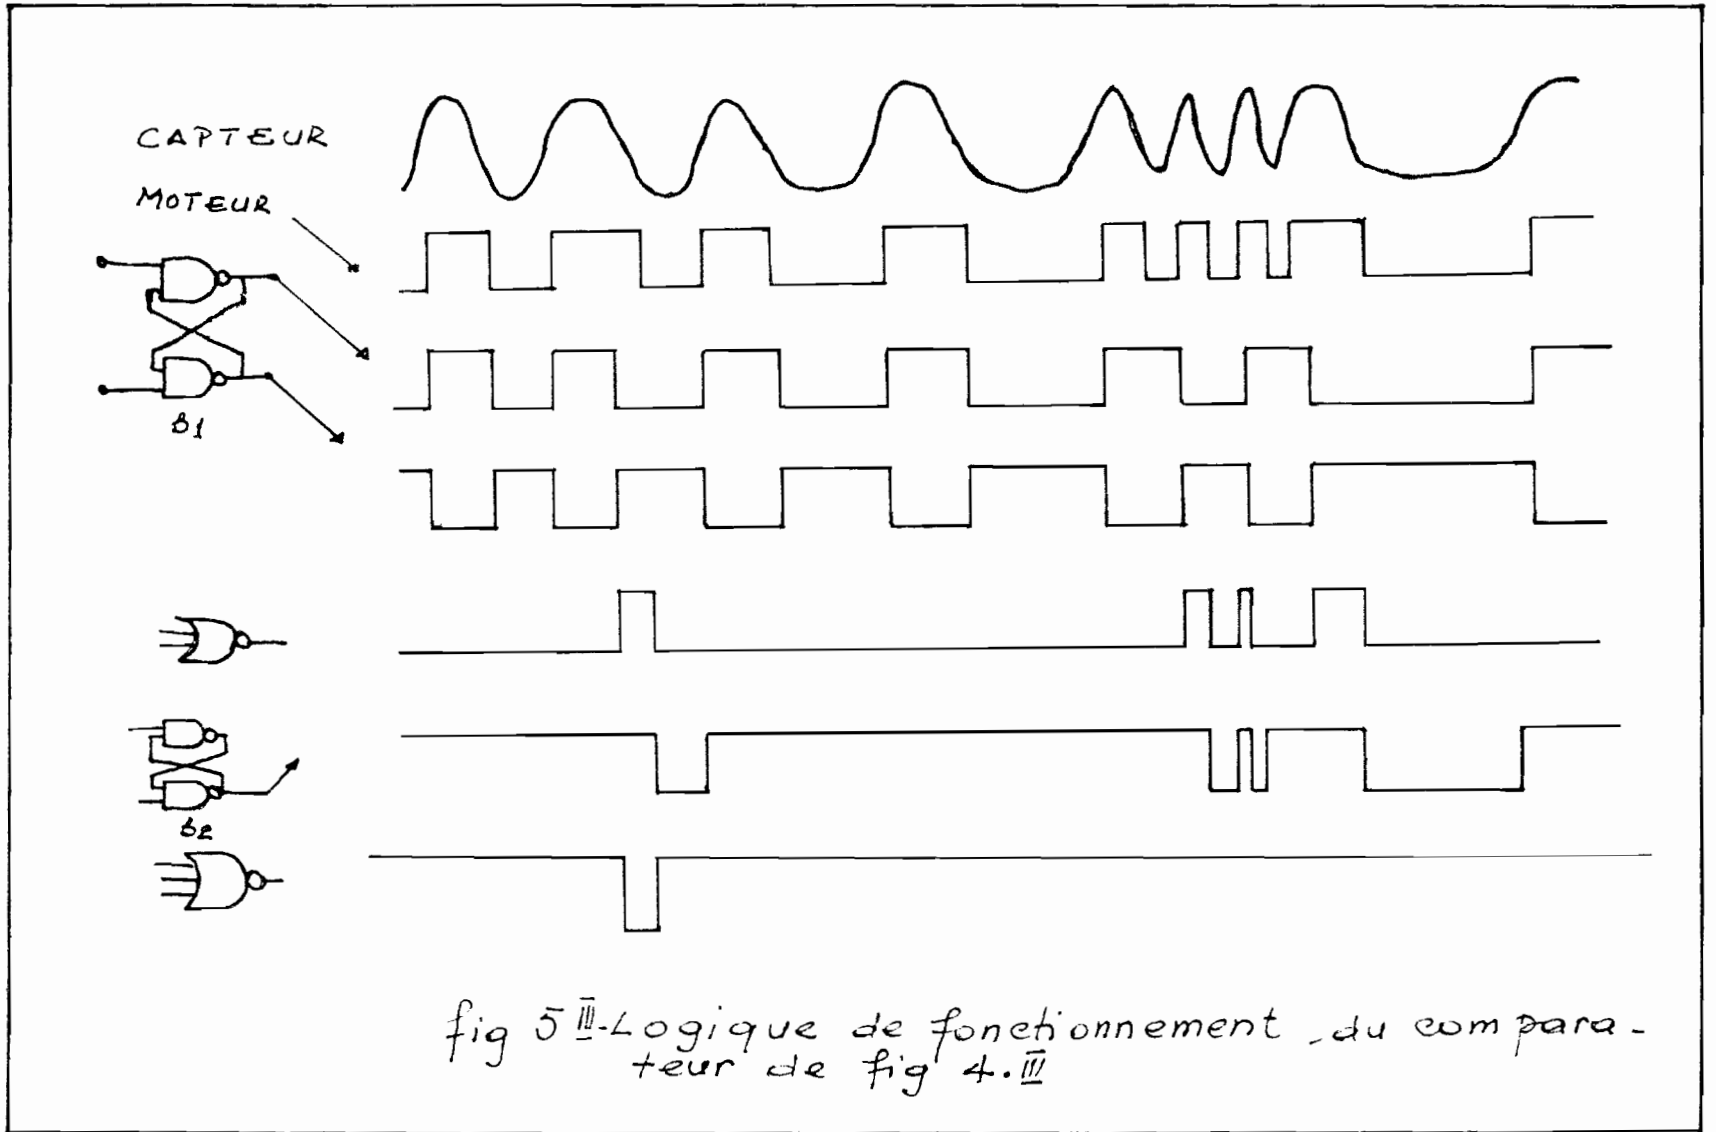 CAPTEUR
MOTEUR
B1
B2
fig 5 III-Logique de fonctionnement du compara-
teur de fig 4.III